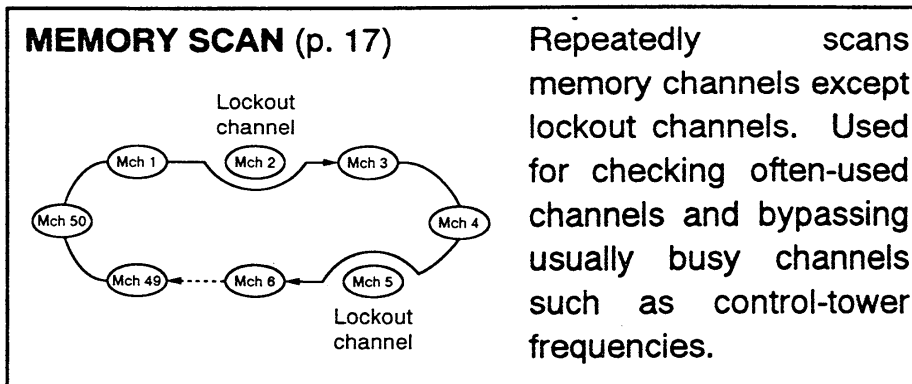 MEMORY SCAN (p. 17)
Lockout
channel
Mch 1
Mch 2
Mch 3
Mch 50
Mch 4
Mch 49
Mch 6
Mch 5
Lockout
channel
Repeatedly scans
memory channels except
lockout channels. Used
for checking often-used
channels and bypassing
usually busy channels
such as control-tower
frequencies.